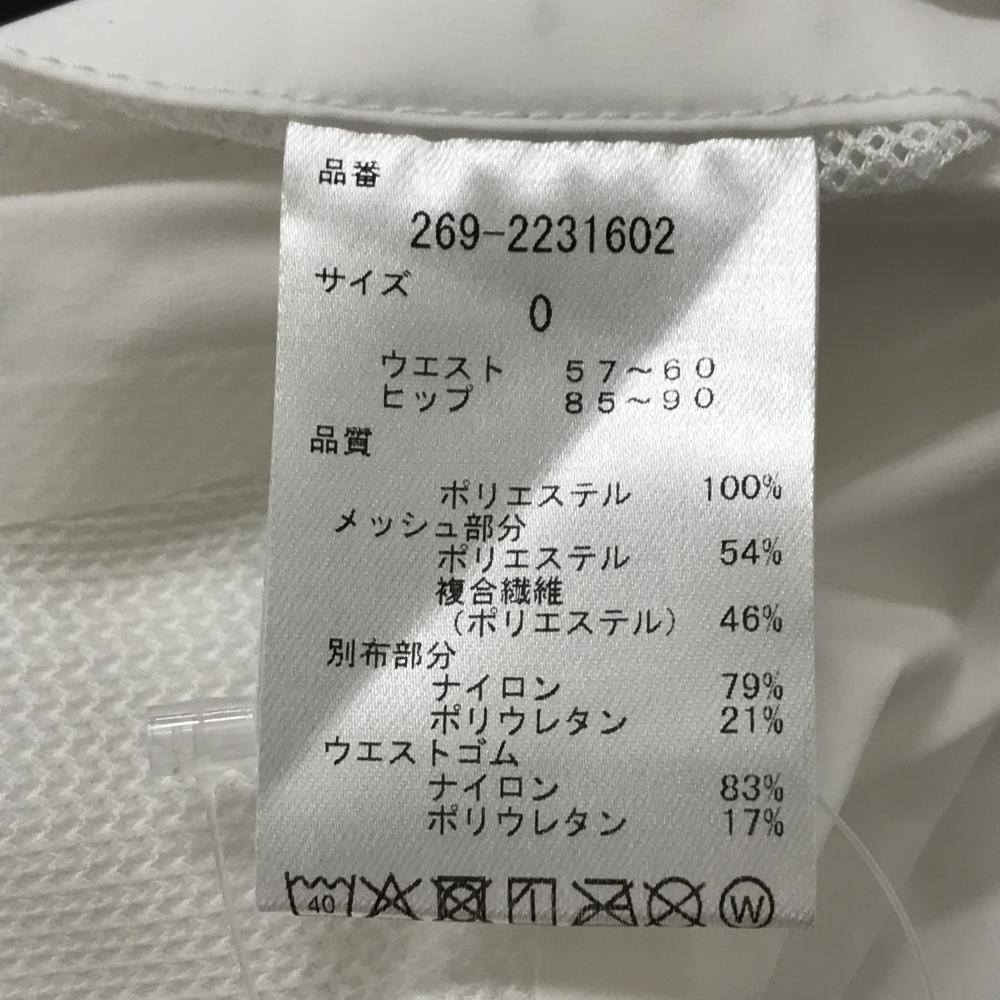 品番
269-2231602
サイズ
0
ウエスト 57~60
ヒップ 85~90
品質
ポリエステル 100%
メッシュ部分
ポリエステル 54%
複合繊維
(ポリエステル) 46%
別布部分
ナイロン 79%
ポリウレタン 21%
ウエストゴム
ナイロン 83%
ポリウレタン 17%
40 W